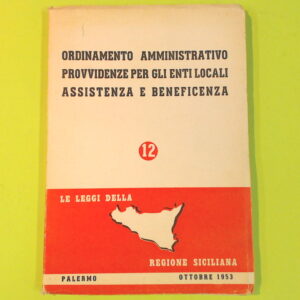 ORDINAMENTO AMMINISTRATIVO
PROVVIDENZE PER GLI ENTI LOCALI
ASSISTENZA E BENEFICENZA
12
LE LEGGI DELLA
REGIONE SICILIANA
PALERMO OTTOBRE 1953